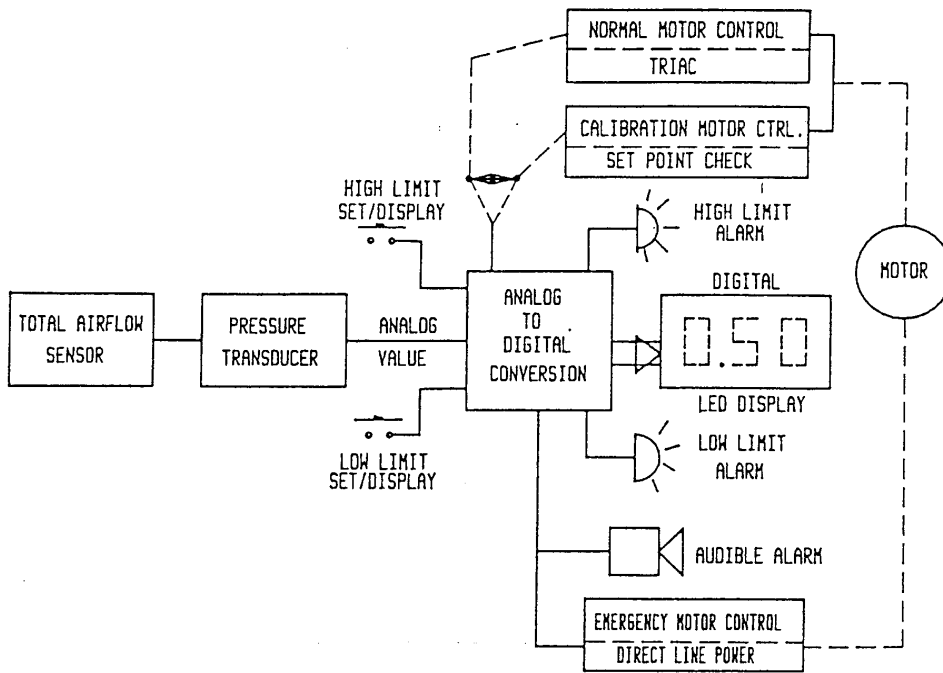 NORMAL MOTOR CONTROL
TRIAC
CALIBRATION MOTOR CTRL.
SET POINT CHECK
HIGH LIMIT
SET/DISPLAY
HIGH LIMIT
ALARM
MOTOR
DIGITAL
TOTAL AIRFLOW
SENSOR
PRESSURE
TRANSDUCER
ANALOG
VALUE
ANALOG
TO
DIGITAL
CONVERSION
0.50
LED DISPLAY
LOW LIMIT
SET/DISPLAY
LOW LIMIT
ALARM
AUDIBLE ALARM
EMERGENCY MOTOR CONTROL
DIRECT LINE POWER